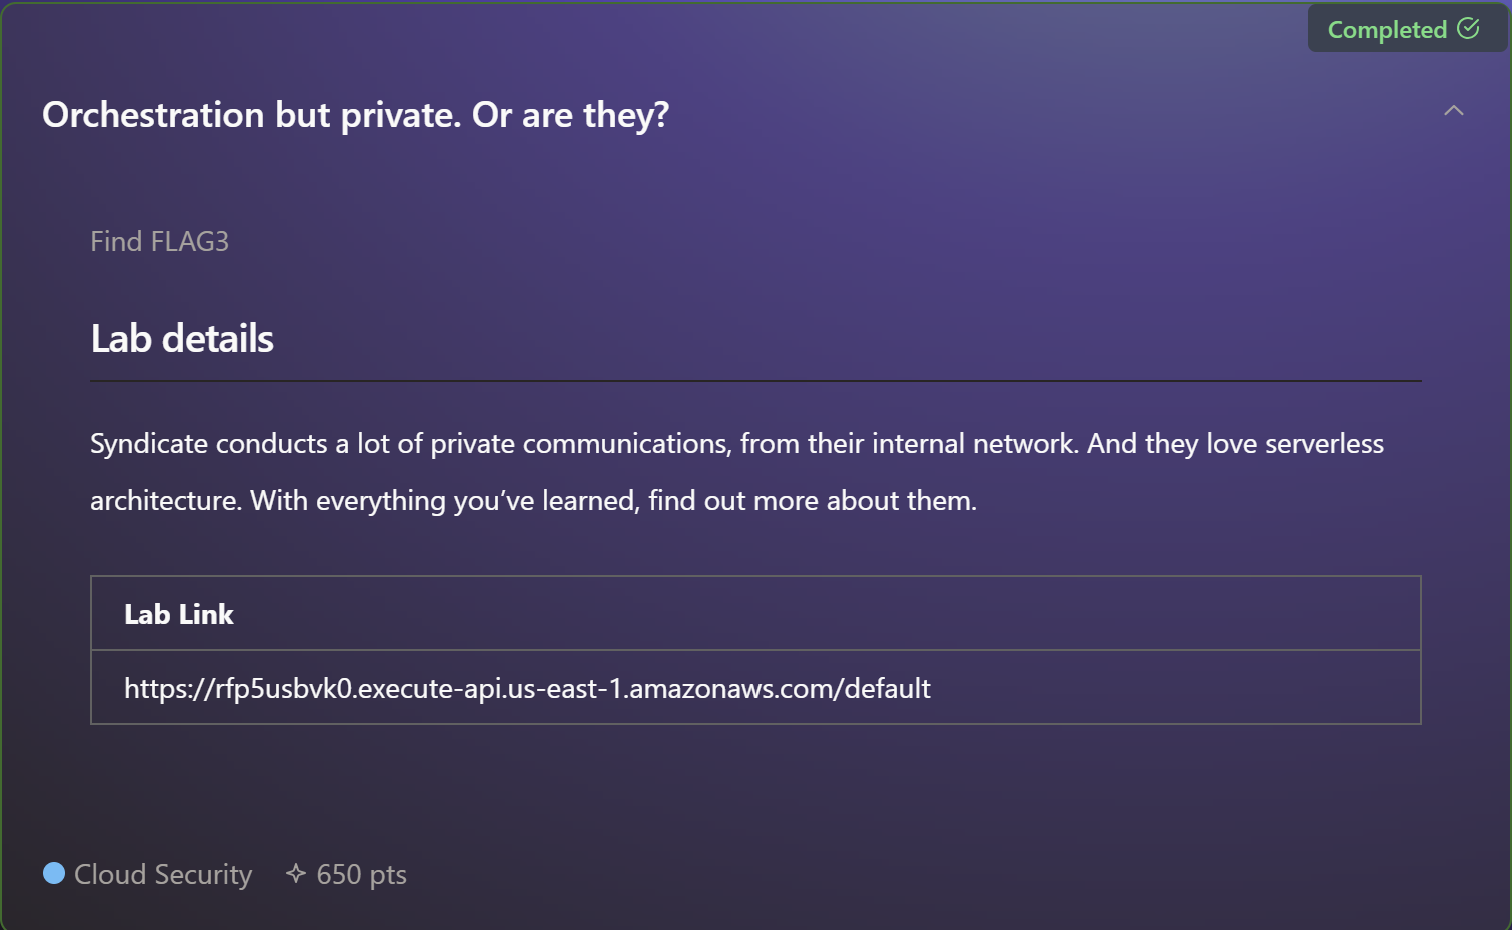 Completed
Orchestration but private. Or are they?
Find FLAG3
Lab details
Syndicate conducts a lot of private communications, from their internal network. And they love serverless
architecture. With everything you’ve learned, find out more about them.
Lab Link
https://rfp5usbvk0.execute-api.us-east-1.amazonaws.com/default
Cloud Security 650 pts